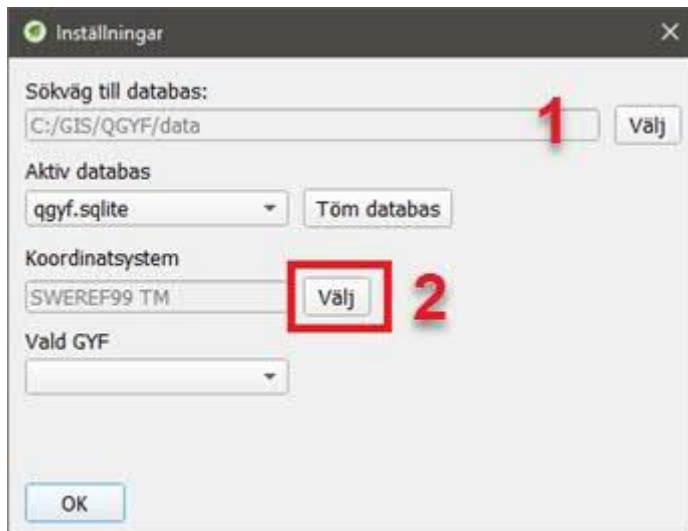 Inställningar
Sökväg till databas:
C:/GIS/QGYF/data 1 Välj
Aktiv databas
qgyf.sqlite Töm databas
Koordinatsystem
SWEREF99 TM Välj 2
Vald GYF
OK